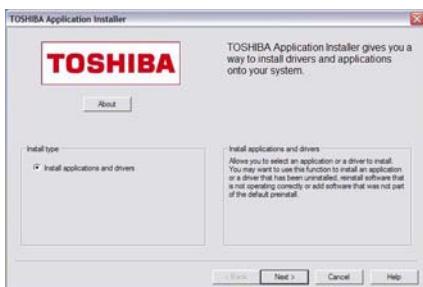 TOSHIBA Application Installer
TOSHIBA
About
TOSHIBA Application Installer gives you a
way to install drivers and applications
onto your system.
Install type
Install applications and drivers
Install applications and drivers
Allows you to select an application or a driver to install.
You may want to use this function to install an application
or a driver that has been uninstalled, reinstall software that
is not operating correctly or add software that was not part
of the default preinstall.
< Back
Next >
Cancel
Help